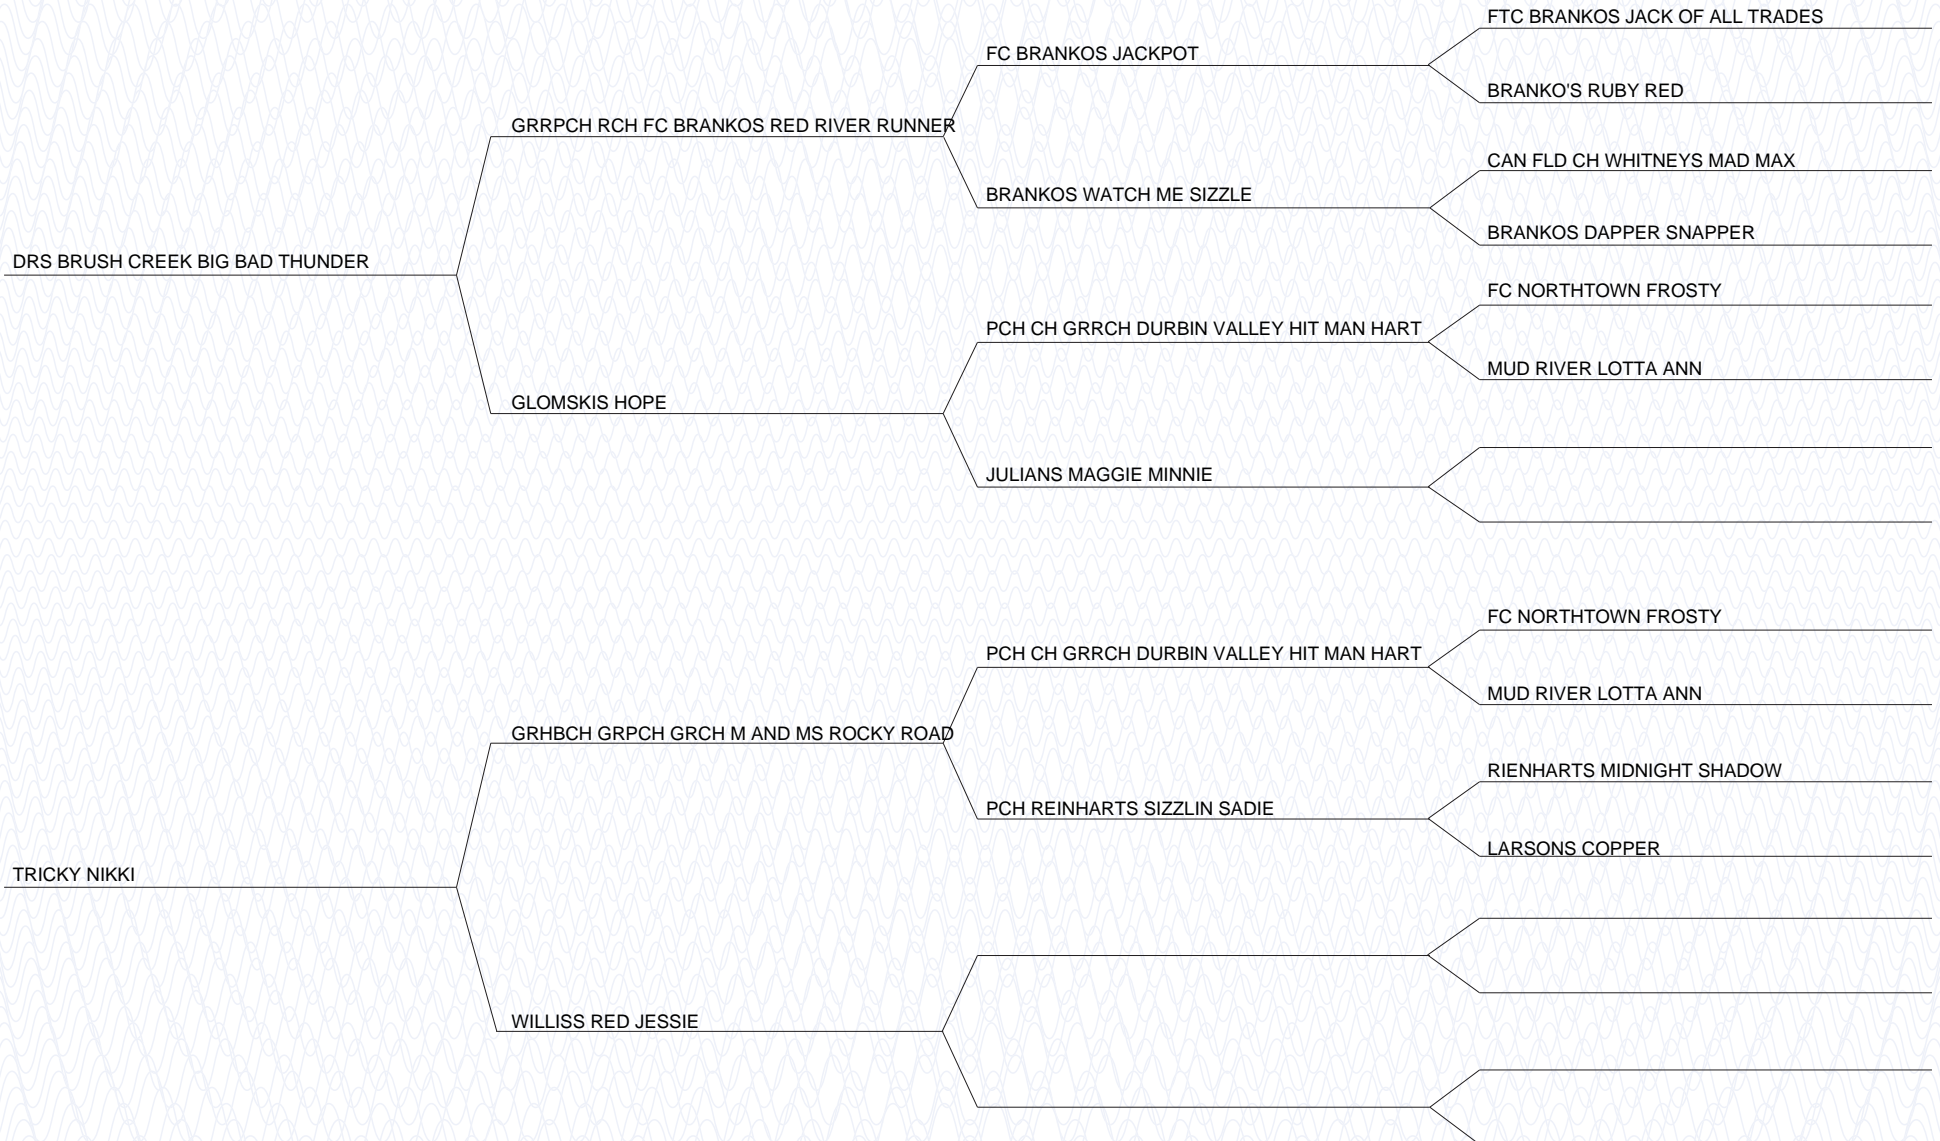 FTC BRANKOS JACK OF ALL TRADES
FC BRANKOS JACKPOT
BRANKO'S RUBY RED
GRRPCH RCH FC BRANKOS RED RIVER RUNNER
CAN FLD CH WHITNEYS MAD MAX
BRANKOS WATCH ME SIZZLE
BRANKOS DAPPER SNAPPER
DRS BRUSH CREEK BIG BAD THUNDER
FC NORTHTOWN FROSTY
PCH CH GRRCH DURBIN VALLEY HIT MAN HART
MUD RIVER LOTTA ANN
GLOMSKIS HOPE
JULIANS MAGGIE MINNIE
FC NORTHTOWN FROSTY
PCH CH GRRCH DURBIN VALLEY HIT MAN HART
MUD RIVER LOTTA ANN
GRHBCH GRPCH GRCH M AND MS ROCKY ROAD
RIENHARTS MIDNIGHT SHADOW
PCH REINHARTS SIZZLIN SADIE
LARSONS COPPER
TRICKY NIKKI
WILLISS RED JESSIE